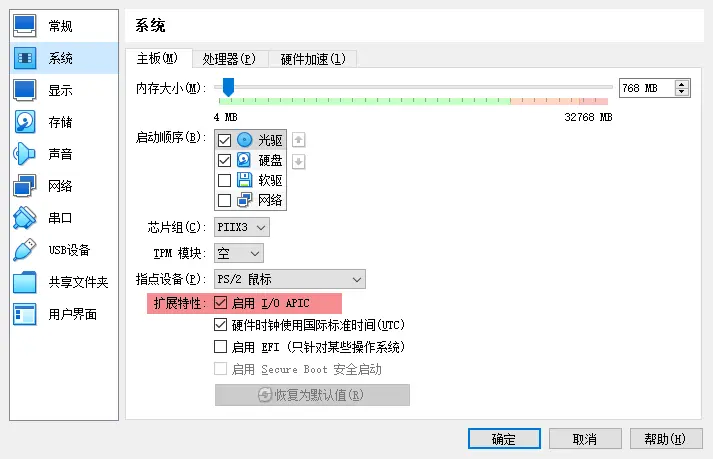 常规
系统
显示
存储
声音
网络
串口
USB设备
共享文件夹
用户界面
系统
主板(M) 处理器(P) 硬件加速(l)
内存大小(M): 768 MB
4 MB 32768 MB
启动顺序(B): 光驱
硬盘
软驱
网络
芯片组(C): PIIX3
TPM 模块: 空
指点设备(P): PS/2 鼠标
扩展特性: 启用 I/O APIC
硬件时钟使用国际标准时间(UTC)
启用 EFI (只针对某些操作系统)
启用 Secure Boot 安全启动
恢复为默认值(R)
确定 取消 帮助(H)